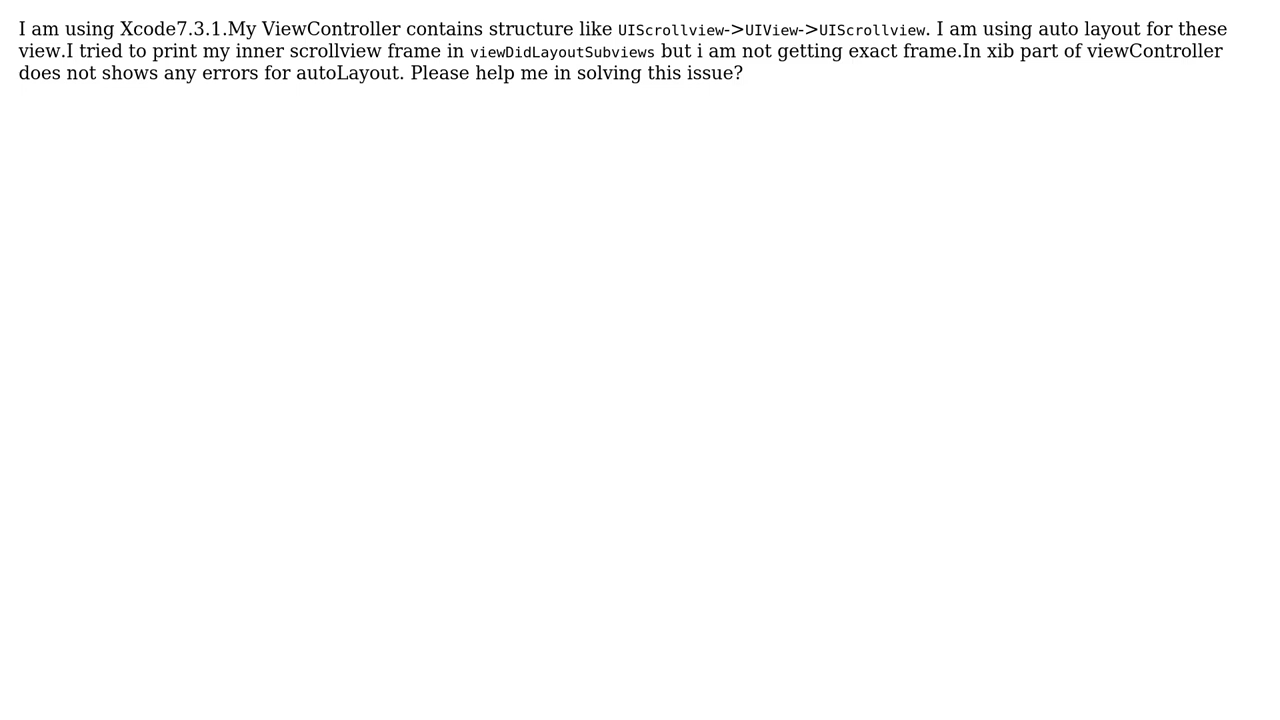 I am using Xcode7.3.1.My ViewController contains structure like UIScrollview->UIView->UIScrollview. I am using auto layout for these
view.I tried to print my inner scrollview frame in viewDidLayoutSubviews but i am not getting exact frame.In xib part of viewController
does not shows any errors for autoLayout. Please help me in solving this issue?